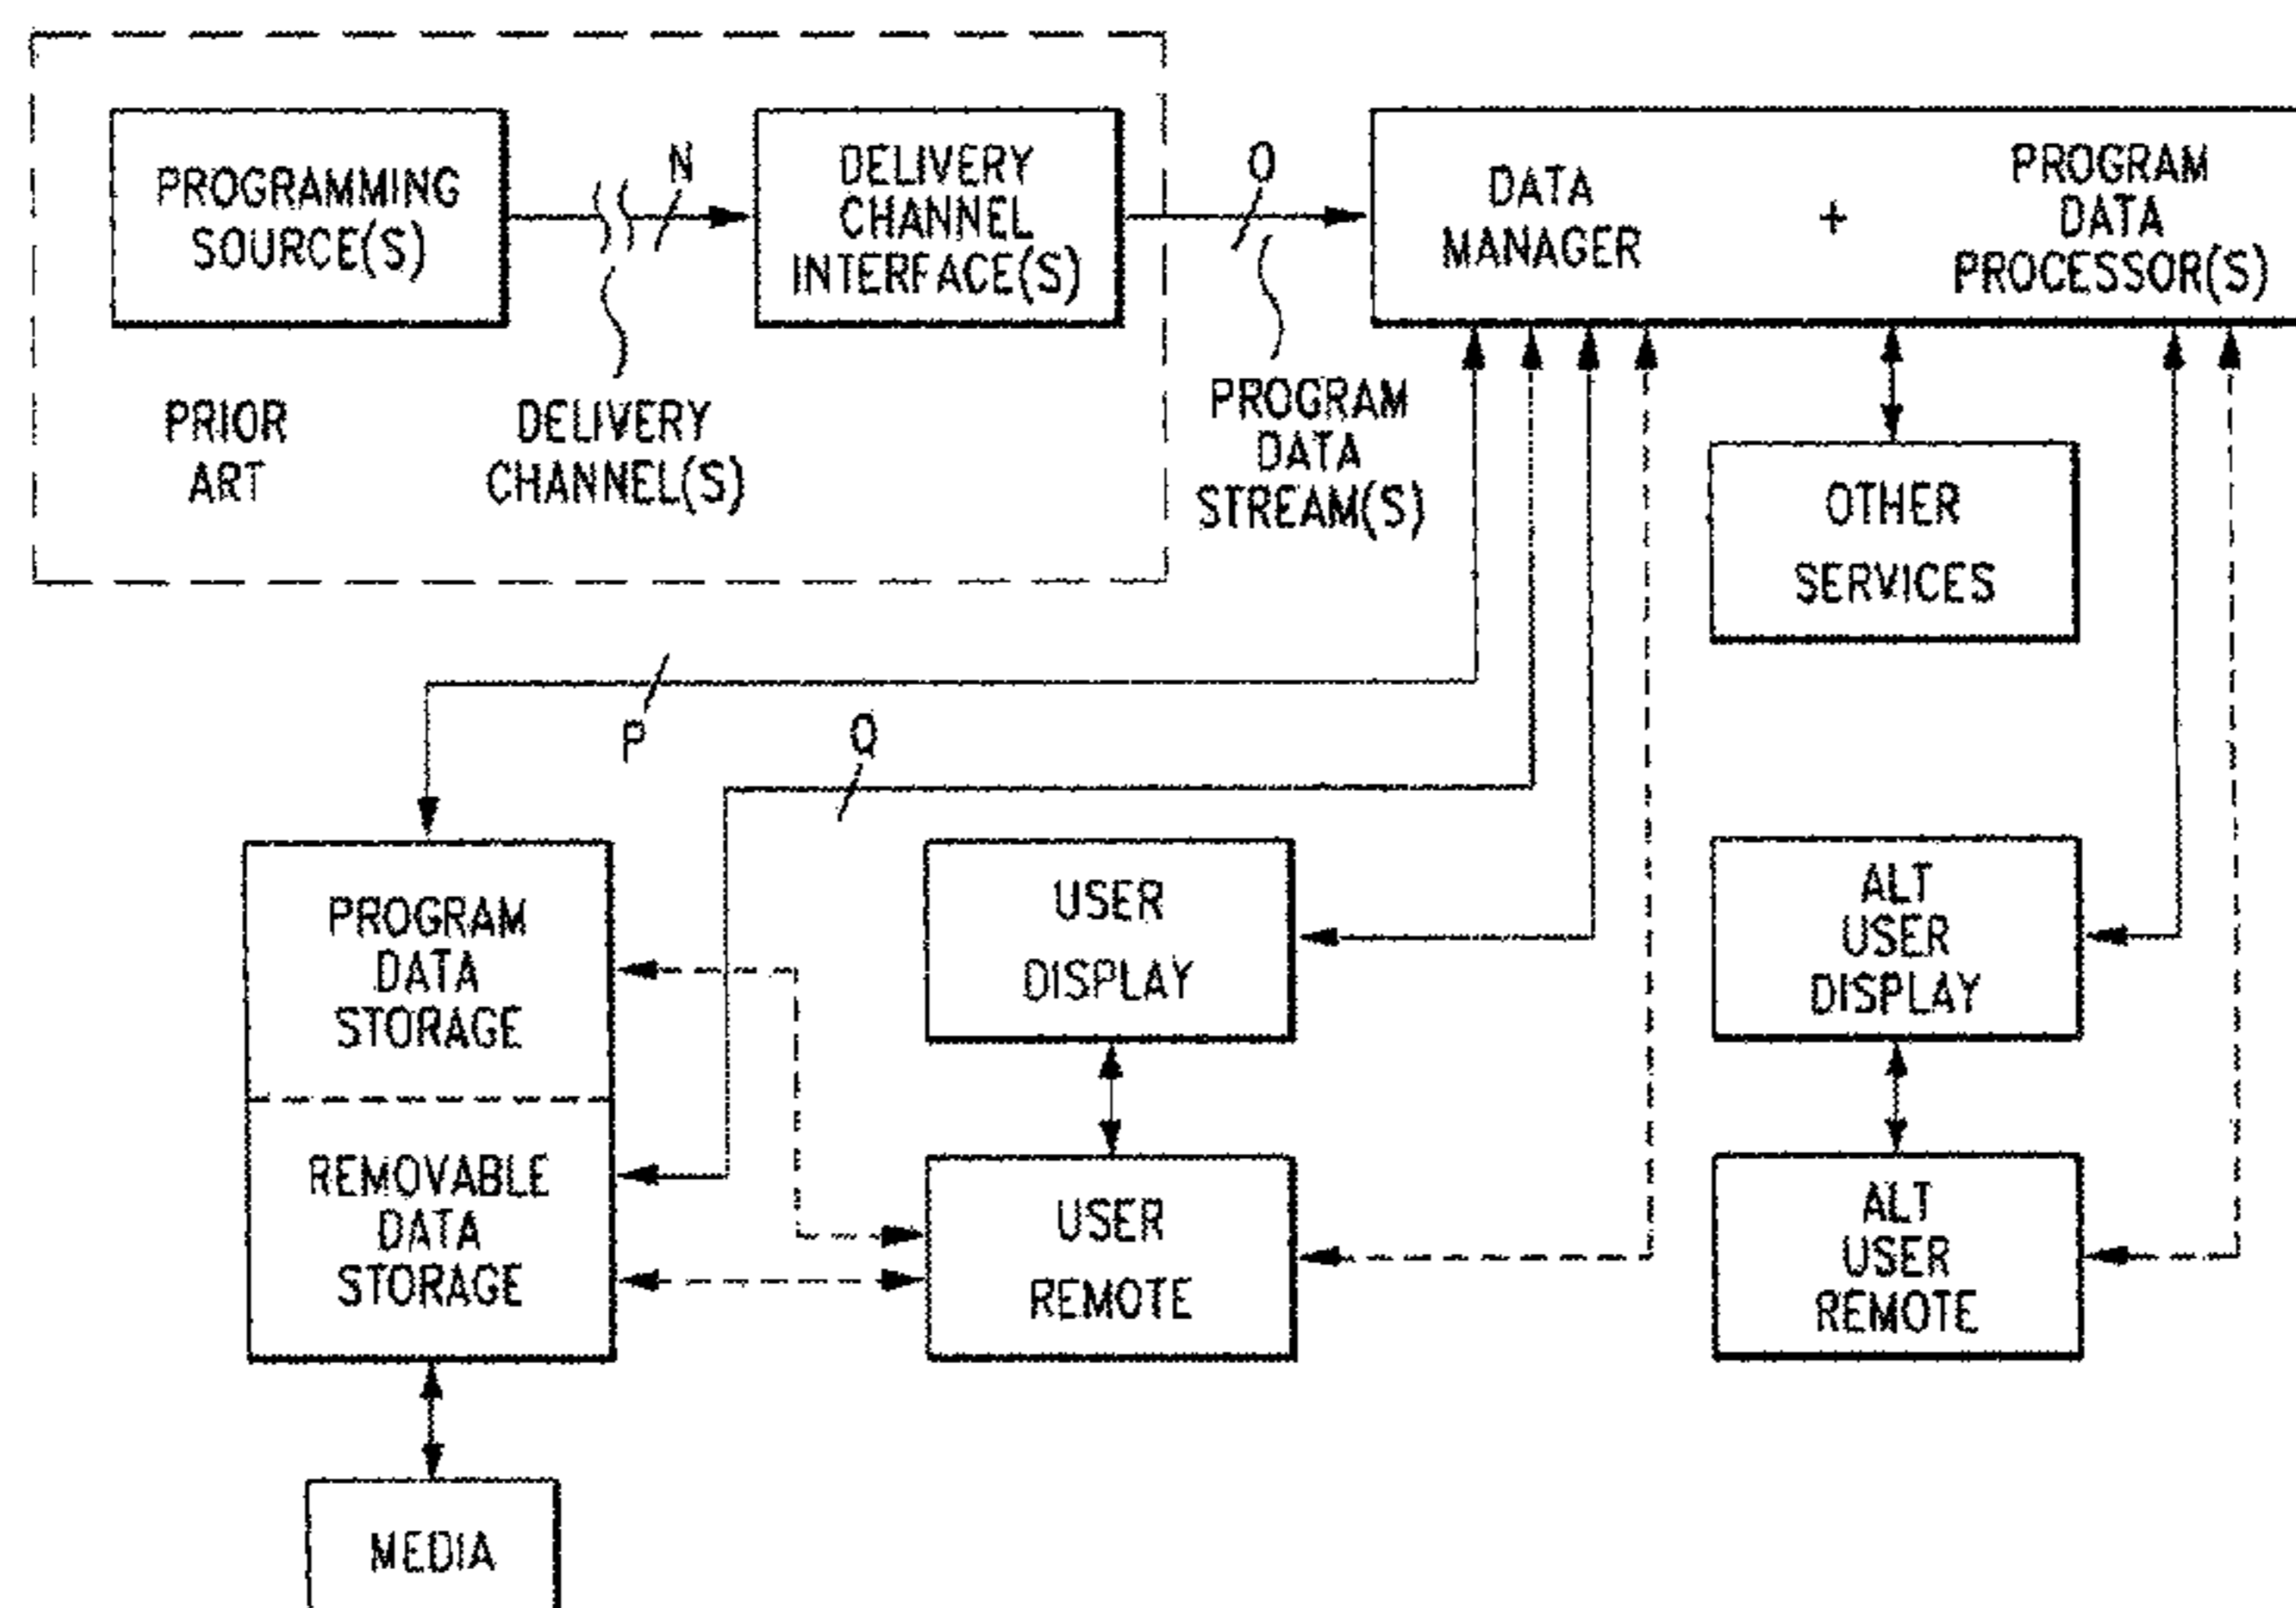 PROGRAMMING
SOURCE(S)
N
DELIVERY
CHANNEL
INTERFACE(S)
O
DATA
MANAGER
+
PROGRAM
DATA
PROCESSOR(S)
PRIOR
ART
DELIVERY
CHANNEL(S)
PROGRAM
DATA
STREAM(S)
OTHER
SERVICES
P
Q
PROGRAM
DATA
STORAGE
REMOVABLE
DATA
STORAGE
USER
DISPLAY
USER
REMOTE
ALT
USER
DISPLAY
ALT
USER
REMOTE
MEDIA